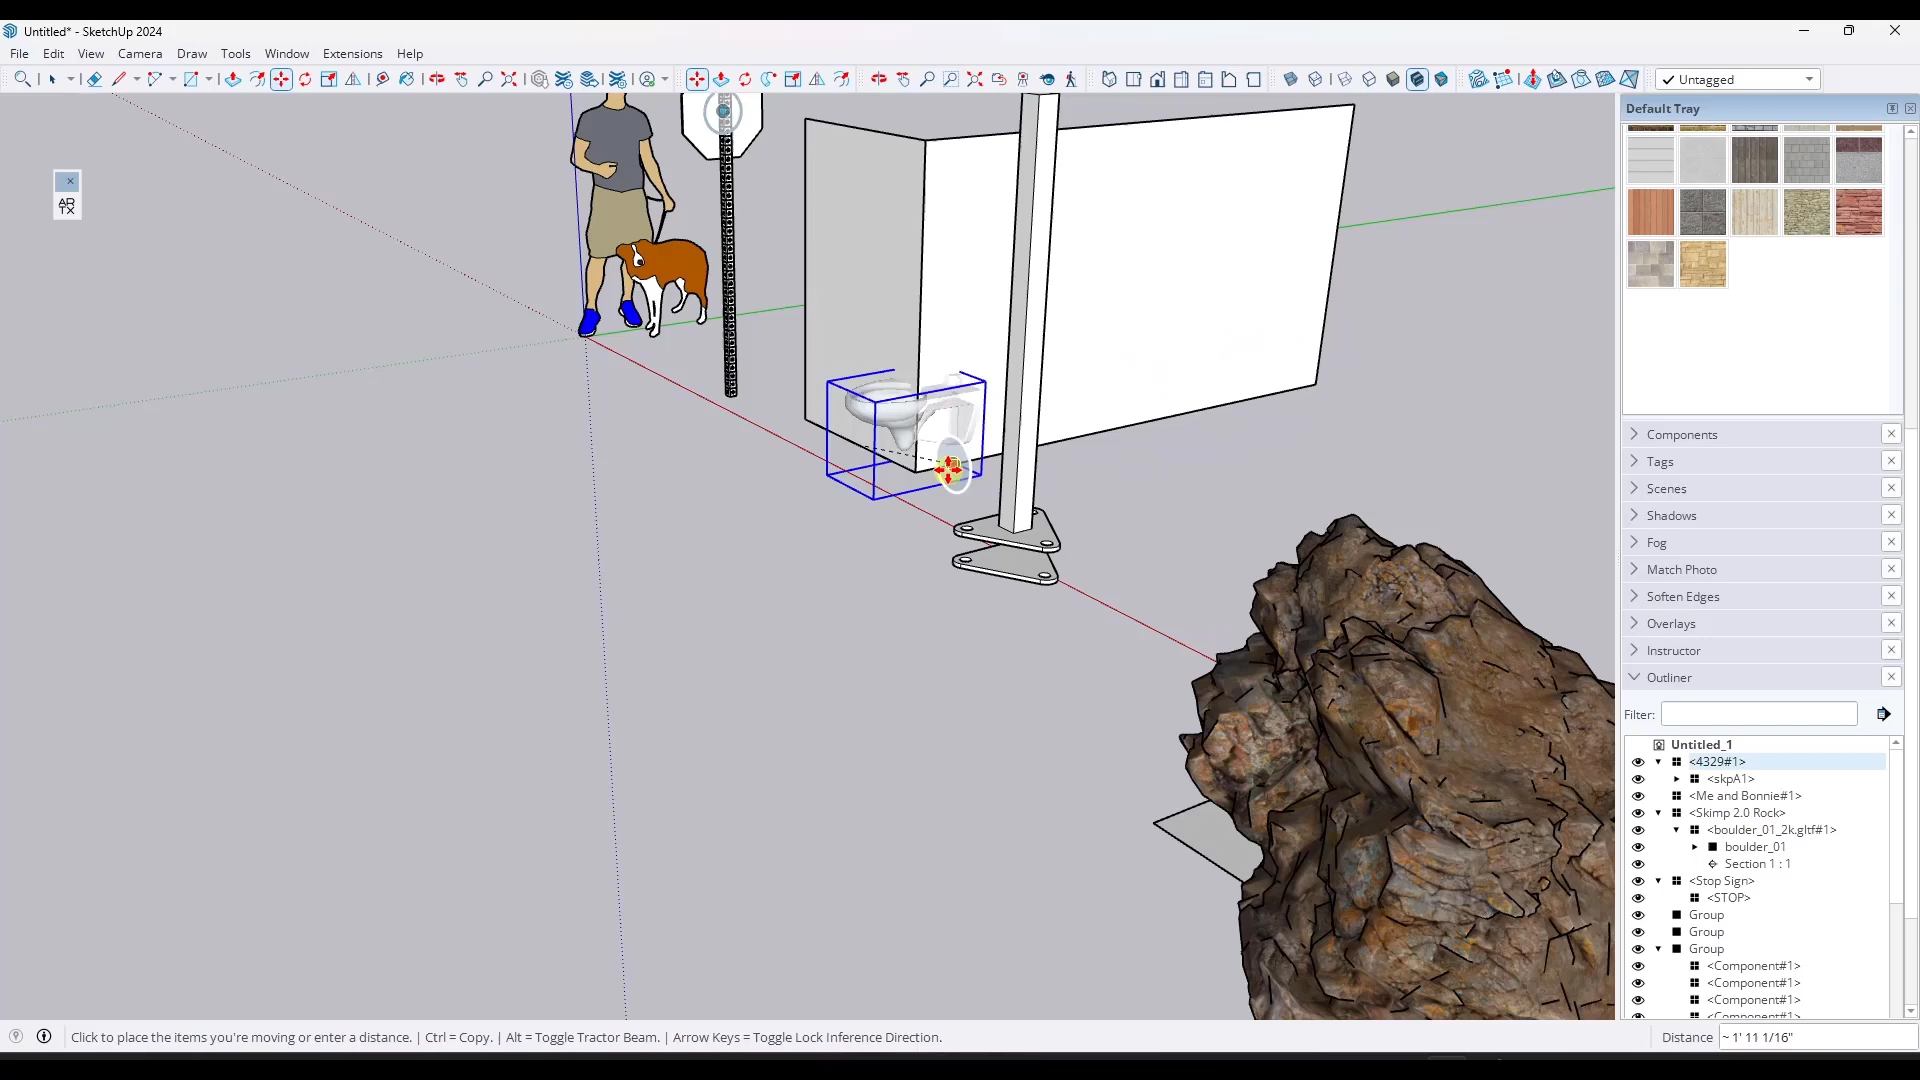 Untitled* - SketchUp 2024
File Edit View Camera Draw Tools Window Extensions Help
Untagged
Default Tray
AR
TX
Components
Tags
Scenes
Shadows
Fog
Match Photo
Soften Edges
Overlays
Instructor
Outliner
Filter:
Untitled_1
<4329#1>
<skpA1>
<Me and Bonnie#1>
<Skimp 2.0 Rock>
<boulder_01_2k.gltf#1>
boulder_01
Section 1 : 1
<Stop Sign>
<STOP>
Group
Group
Group
<Component#1>
<Component#1>
<Component#1>
<Component#1>
Click to place the items you're moving or enter a distance. | Ctrl = Copy. | Alt = Toggle Tractor Beam. | Arrow Keys = Toggle Lock Inference Direction.
Distance ~ 1' 11 1/16"